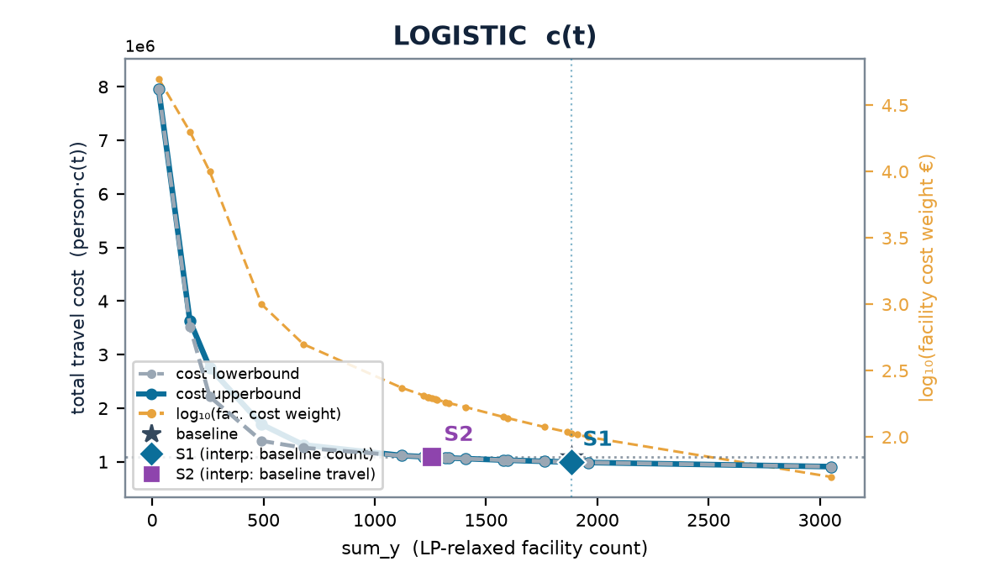 LOGISTIC c(t)
1e6
8
7
6
5
4
3
2
1
total travel cost (person·c(t))
4.5
4.0
3.5
3.0
2.5
2.0
log₁₀(facility cost weight €)
cost lowerbound
cost upperbound
log₁₀(fac. cost weight)
baseline
S1 (interp: baseline count)
S2 (interp: baseline travel)
S2
S1
0
500
1000
1500
2000
2500
3000
sum_y (LP-relaxed facility count)